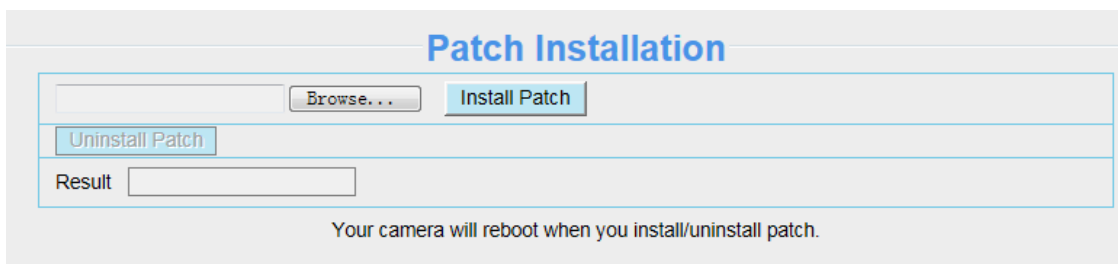 Patch Installation
Browse... Install Patch
Uninstall Patch
Result
Your camera will reboot when you install/uninstall patch.